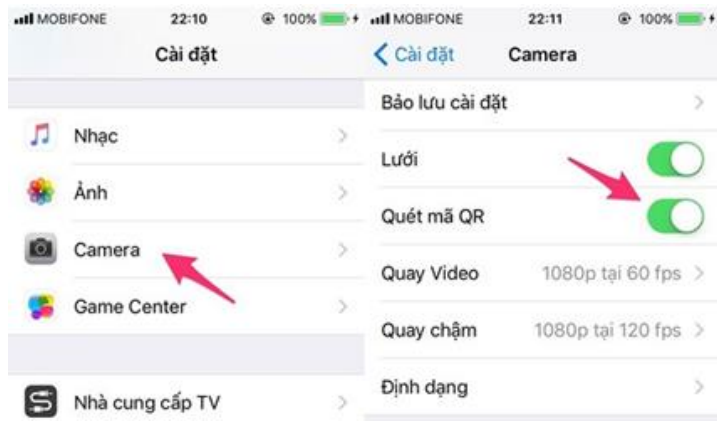 MOBIFONE 22:10 100%
Cài đặt
Nhạc
Ảnh
Camera
Game Center
Nhà cung cấp TV
MOBIFONE 22:11 100%
Cài đặt Camera
Bảo lưu cài đặt
Lưới
Quét mã QR
Quay Video 1080p tại 60 fps
Quay chậm 1080p tại 120 fps
Định dạng